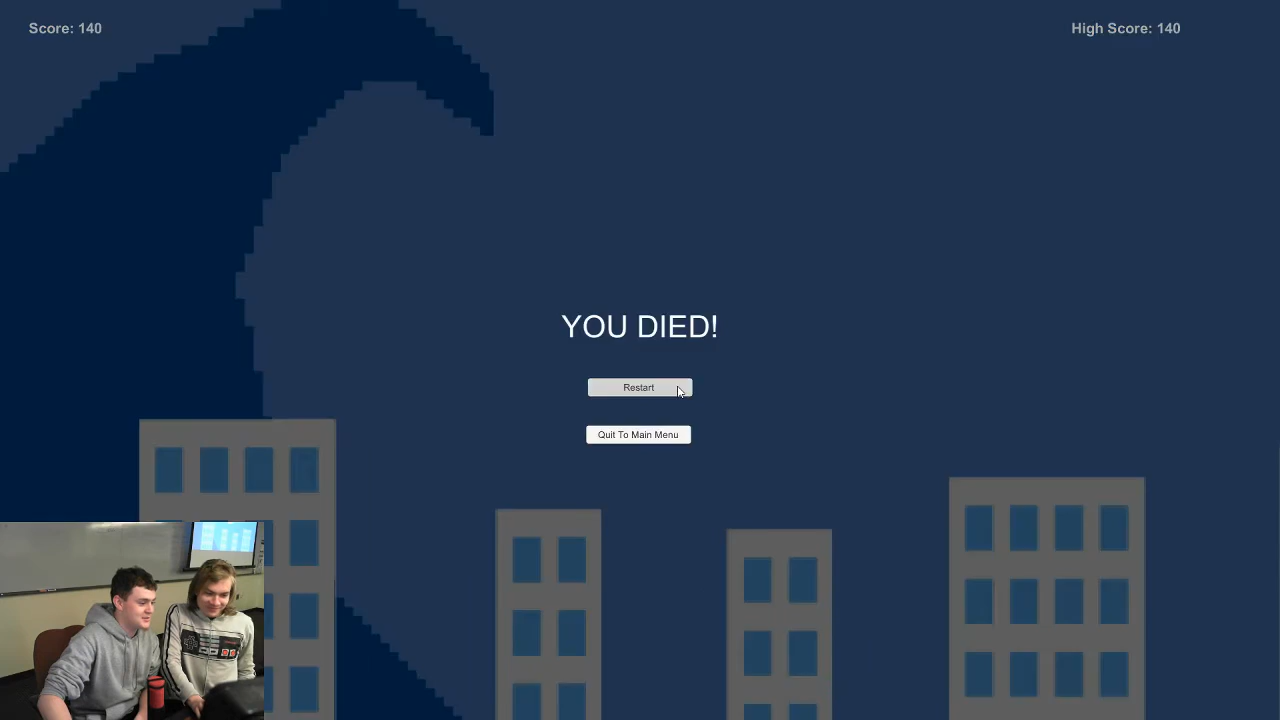 Score: 140
High Score: 140
YOU DIED!
Restart
Quit To Main Menu